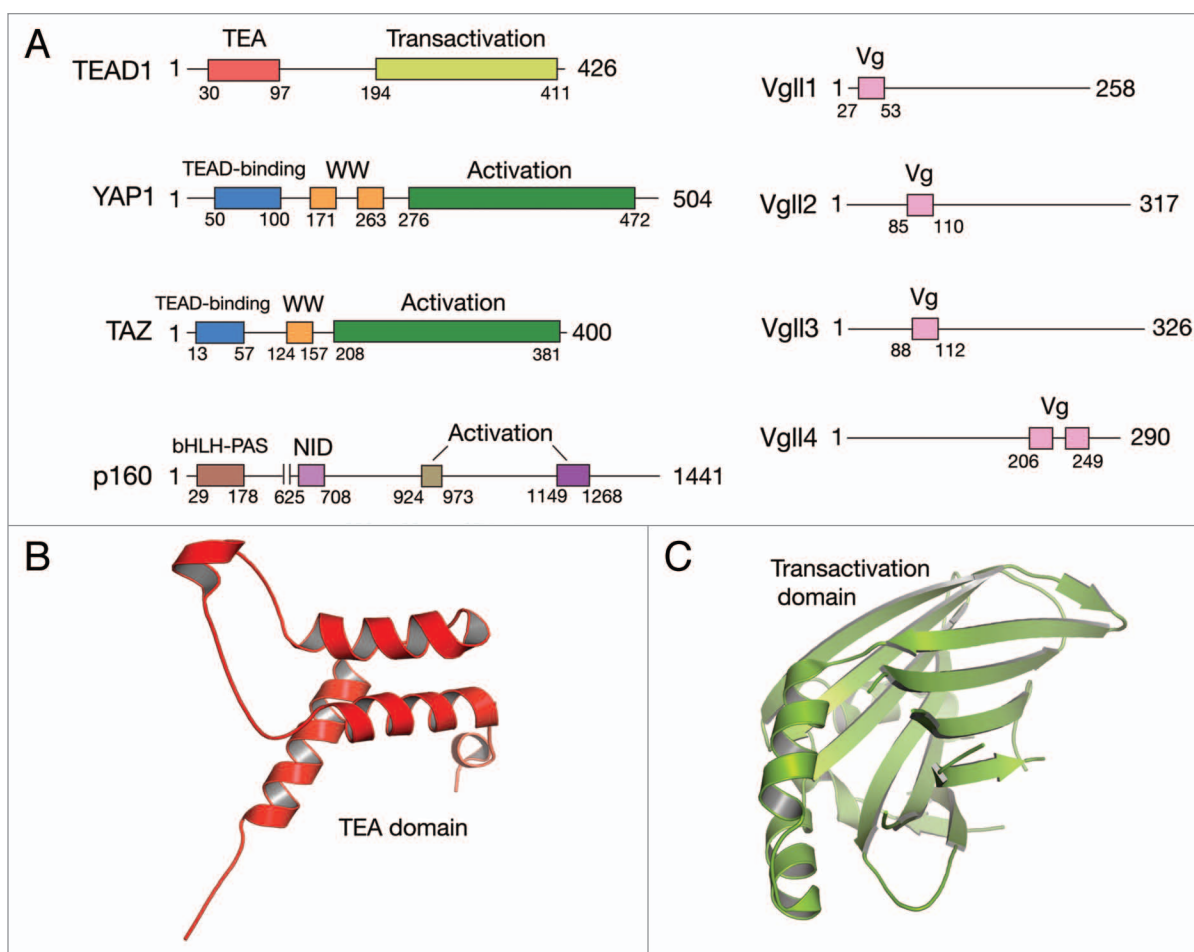 A
TEA Transactivation
TEAD1 1 426
30 97 194 411
TEAD-binding WW Activation
YAP1 1 504
50 100 171 263 276 472
TEAD-binding WW Activation
TAZ 1 400
13 57 124 157 208 381
bHLH-PAS NID Activation
p160 1 1441
29 178 625 708 924 973 1149 1268
Vg
Vgll1 1 258
27 53
Vg
Vgll2 1 317
85 110
Vg
Vgll3 1 326
88 112
Vg
Vgll4 1 290
206 249
B
TEA domain
C
Transactivation
domain